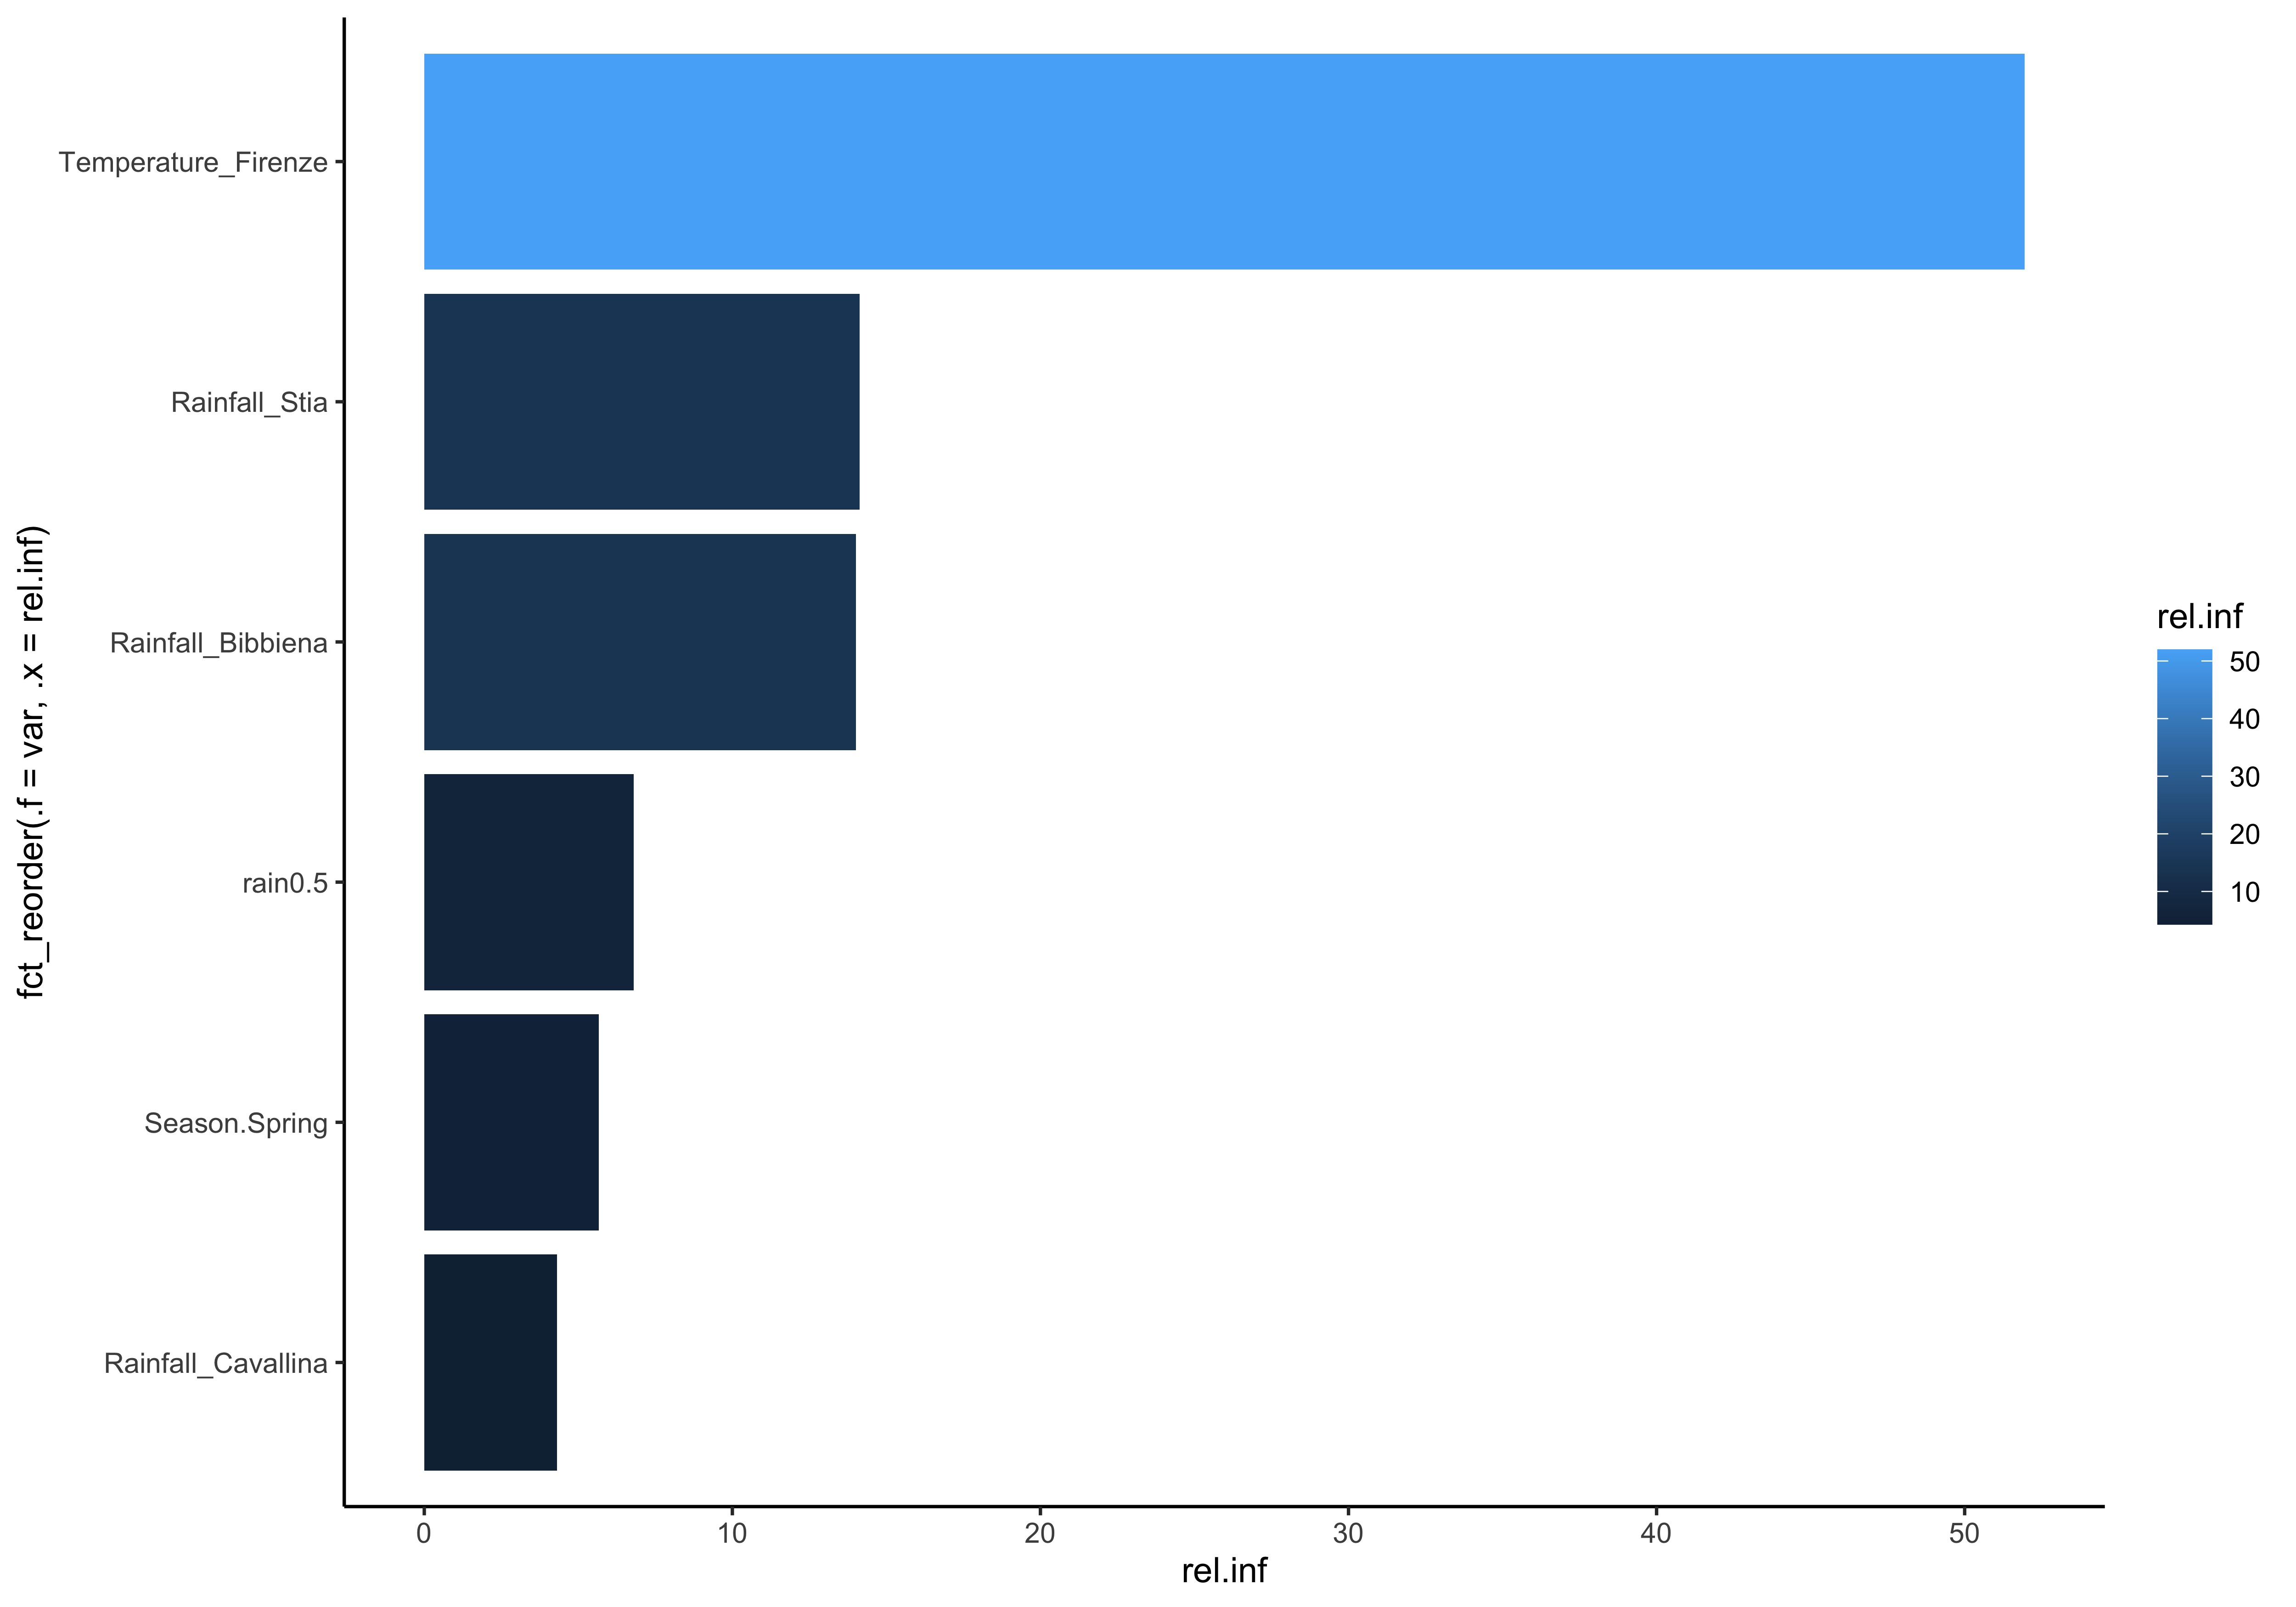 fct_reorder(.f = var, .x = rel.inf)
Temperature_Firenze
Rainfall_Stia
Rainfall_Bibbiena
rain0.5
Season.Spring
Rainfall_Cavallina
0 10 20 30 40 50
rel.inf
rel.inf
50
40
30
20
10